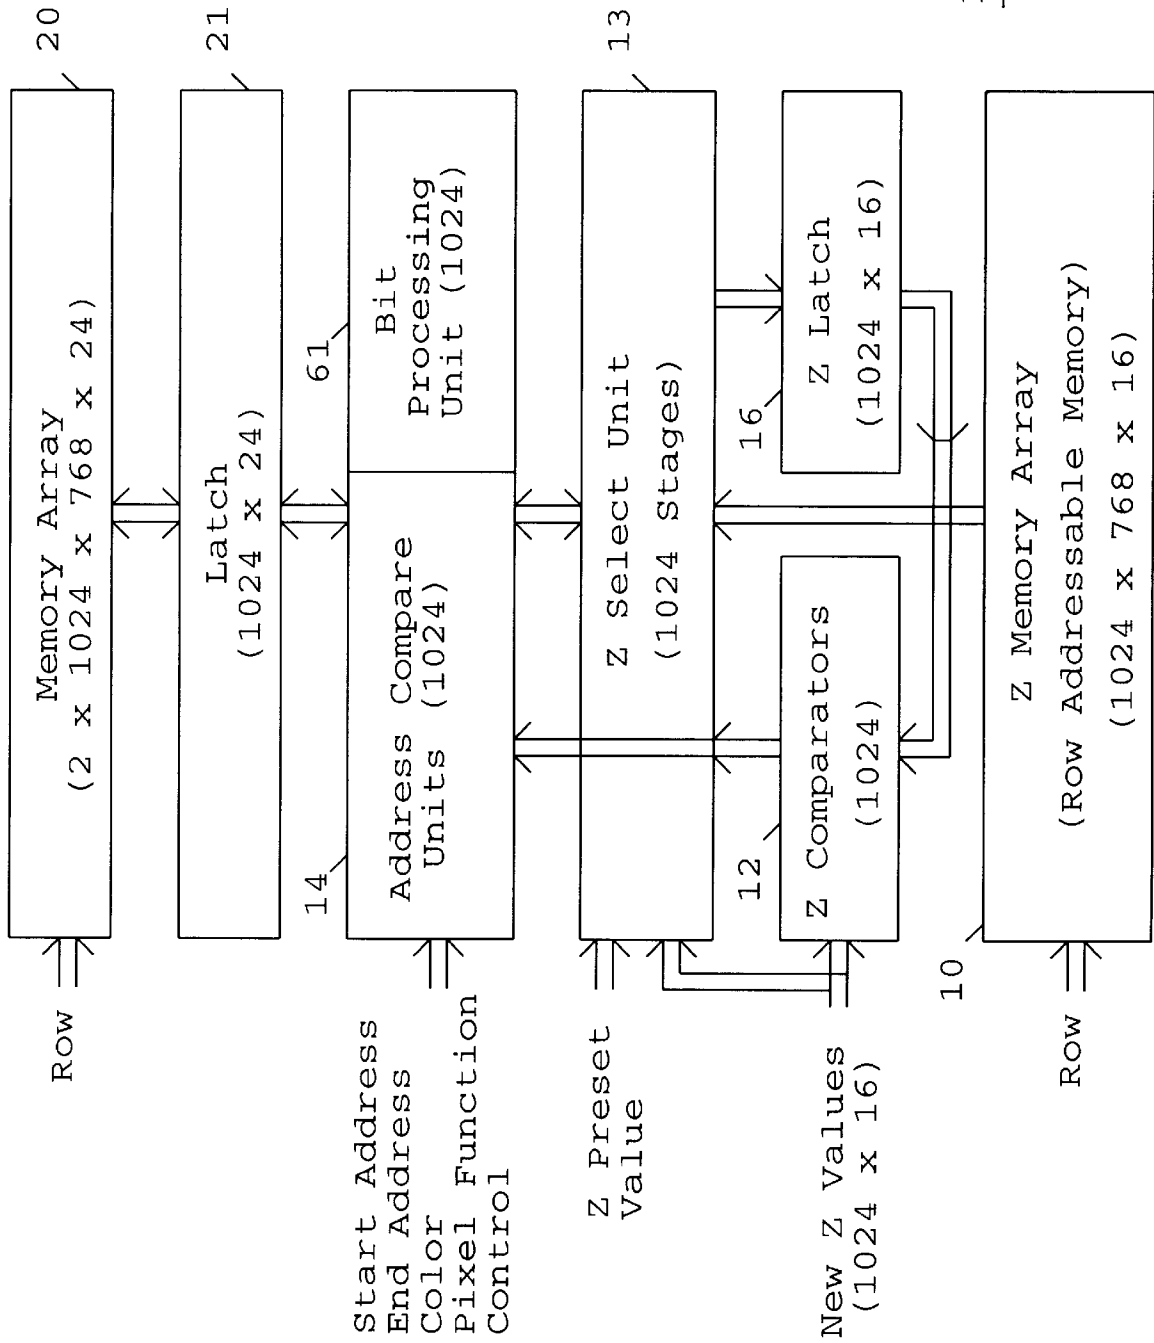 Row
Memory Array
(2 x 1024 x 768 x 24)
20
Latch
(1024 x 24)
21
Start Address
End Address
Color
Pixel Function
Control
14
Address Compare
Units (1024)
61
Bit
Processing
Unit (1024)
Z Preset
Value
Z Select Unit
(1024 Stages)
13
New Z Values
(1024 x 16)
12
Z Comparators
(1024)
16
Z Latch
(1024 x 16)
10
Row
Z Memory Array
(Row Addressable Memory)
(1024 x 768 x 16)